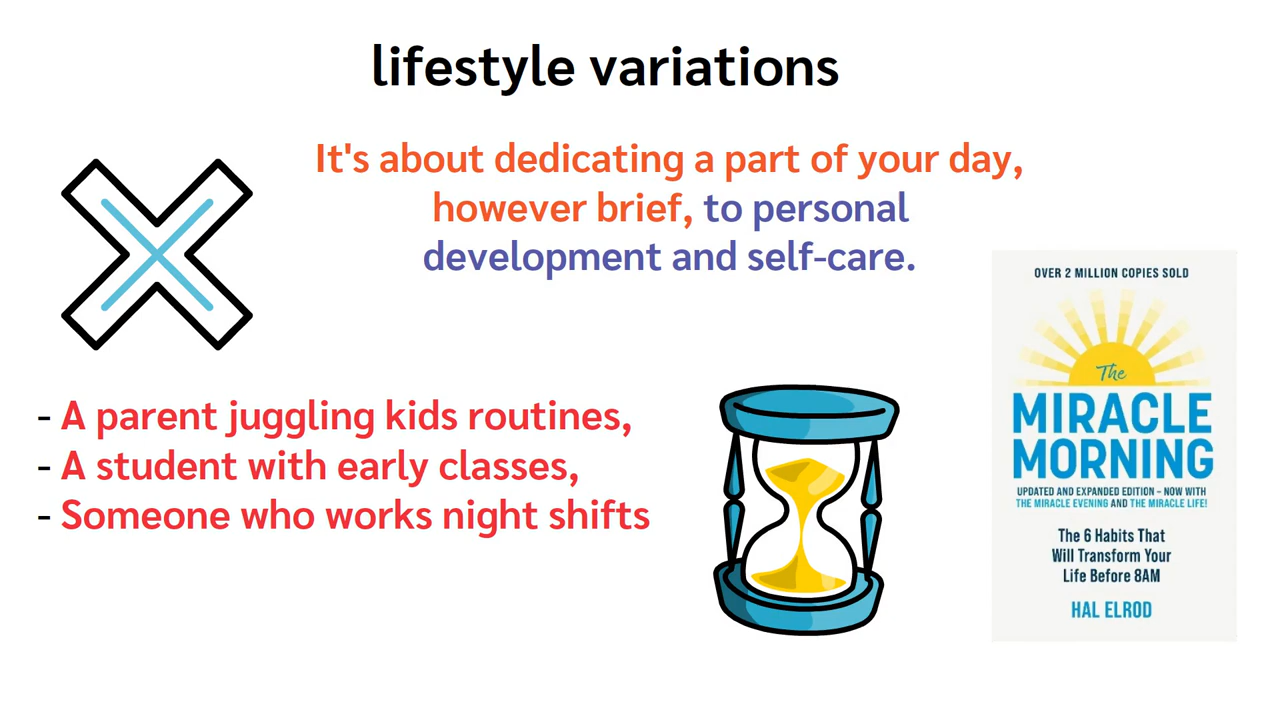 lifestyle variations
It's about dedicating a part of your day,
however brief, to personal
development and self-care.
- A parent juggling kids routines,
- A student with early classes,
- Someone who works night shifts
OVER 2 MILLION COPIES SOLD
The
MIRACLE
MORNING
UPDATED AND EXPANDED EDITION - NOW WITH
THE MIRACLE EVENING AND THE MIRACLE LIFE!
The 6 Habits That
Will Transform Your
Life Before 8AM
HAL ELROD